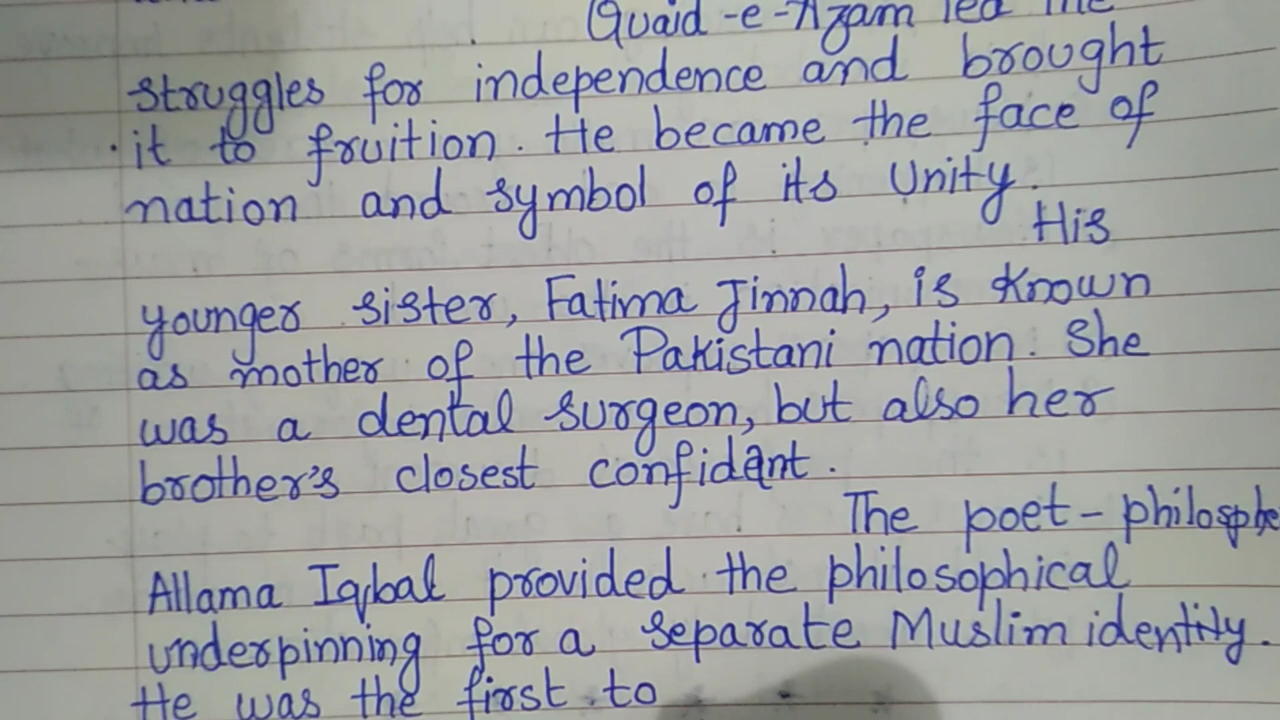 Quaid-e-Azam led the
struggles for independence and brought
it to fruition. He became the face of
nation and symbol of its Unity.
His
younger sister, Fatima Jinnah, is known
as mother of the Pakistani nation. She
was a dental surgeon, but also her
brother's closest confidant.
The poet-philosphe
Allama Iqbal provided the philosophical
underpinning for a separate Muslim identity.
He was the first to